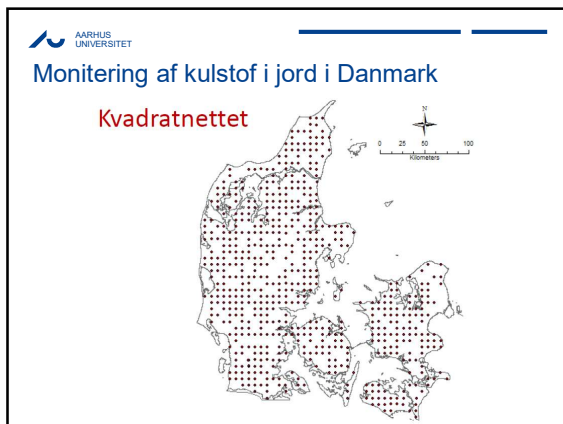 AARHUS
UNIVERSITET
Monitering af kulstof i jord i Danmark
Kvadratnettet
N
0 25 50 100
Kilometers